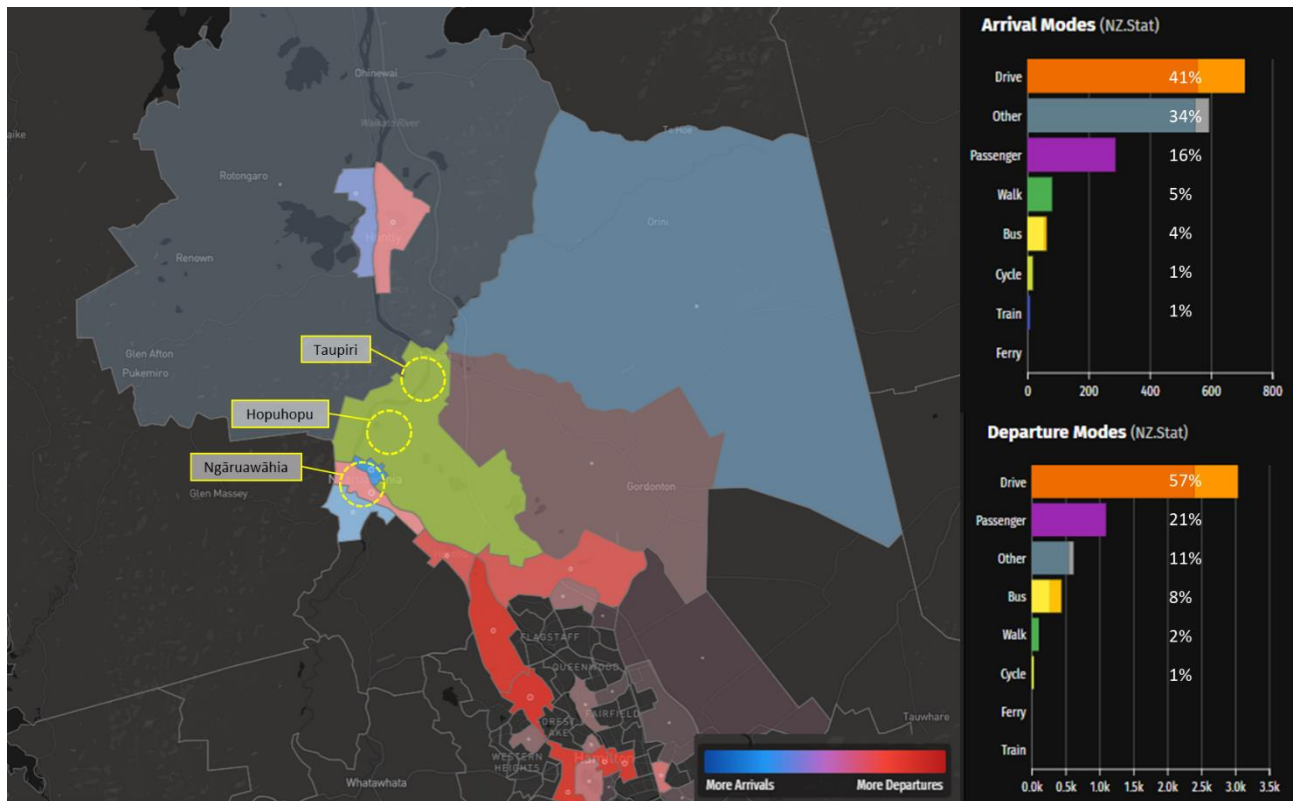 Ohinewai
Waikato River
aike
Te Hoe
Rotongaro
Orini
Renown
Taupiri
Glen Afton
Pukemiro
Hopuhopu
Ngāruawāhia
Glen Massey
Gordonton
FLAGSTAFF
QUEENWOOD
FAIRFIELD
FOREST
LAKE
WESTERN
HEIGHTS
Hamilton
Tauwhare
Whatawhata
More Arrivals
More Departures
Arrival Modes (NZ.Stat)
Drive 41%
Other 34%
Passenger 16%
Walk 5%
Bus 4%
Cycle 1%
Train 1%
Ferry
0 200 400 600 800
Departure Modes (NZ.Stat)
Drive 57%
Passenger 21%
Other 11%
Bus 8%
Walk 2%
Cycle 1%
Ferry
Train
0.0k 0.5k 1.0k 1.5k 2.0k 2.5k 3.0k 3.5k